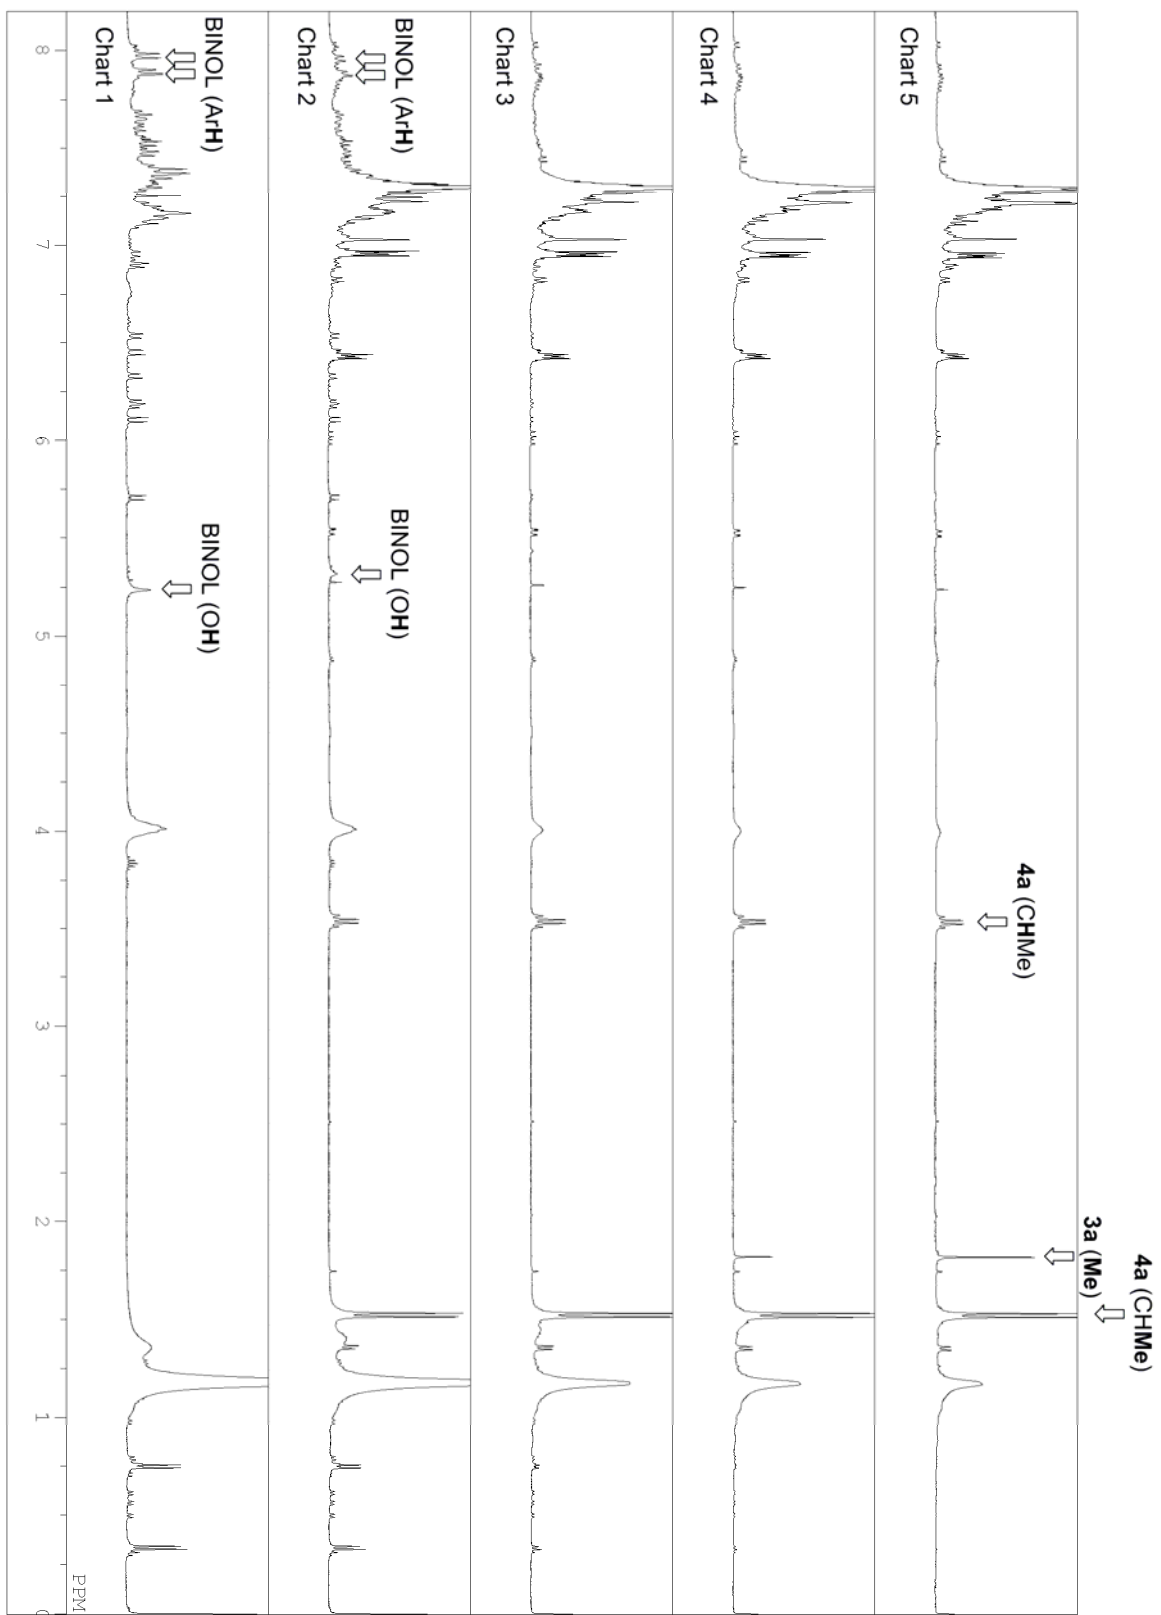 4a (CHMe)
3a (Me)
4a (CHMe)
Chart 5
Chart 4
Chart 3
BINOL (ArH)
BINOL (OH)
Chart 2
BINOL (ArH)
BINOL (OH)
Chart 1
8 7 6 5 4 3 2 1 0
PPM